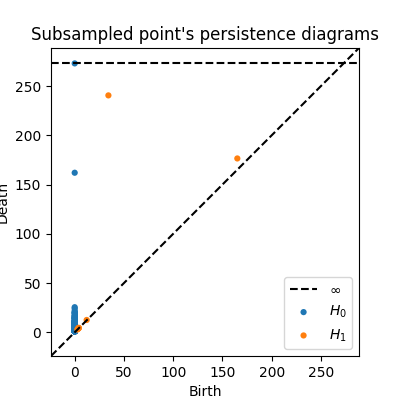 Subsampled point's persistence diagrams
Death
250
200
150
100
50
0
∞
H₀
H₁
0 50 100 150 200 250
Birth